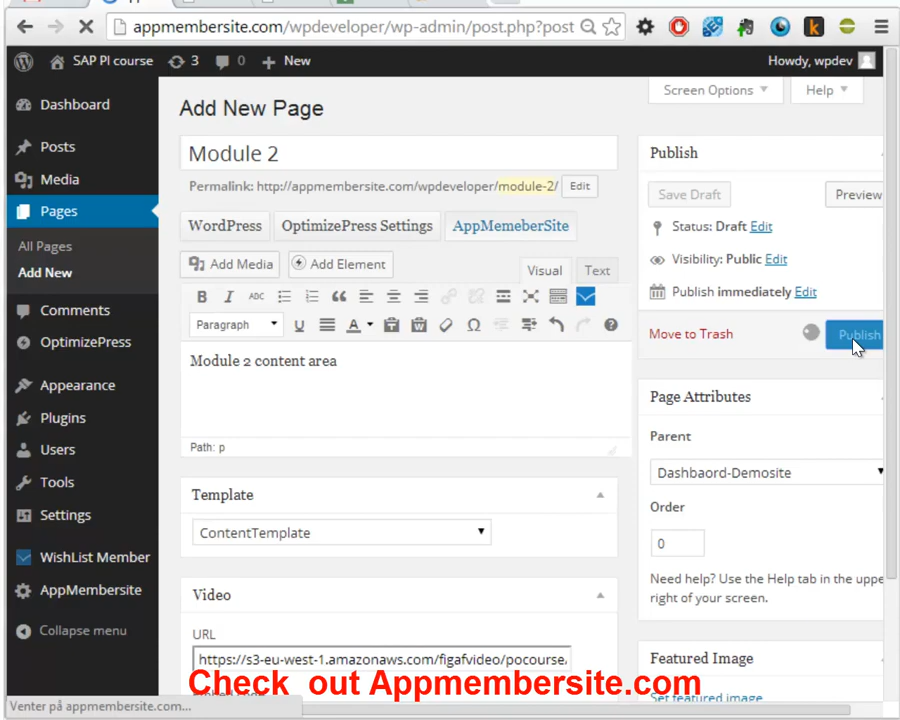 appmembersite.com/wpdeveloper/wp-admin/post.php?post
SAP PI course 3 0 New Howdy, wpdev
Dashboard
Posts
Media
Pages
All Pages
Add New
Comments
OptimizePress
Appearance
Plugins
Users
Tools
Settings
WishList Member
AppMembersite
Collapse menu
Screen Options Help
Add New Page
Module 2
Permalink: http://appmembersite.com/wpdeveloper/module-2/ Edit
WordPress OptimizePress Settings AppMemeberSite
Add Media Add Element Visual Text
B I ABC
Paragraph U A
Module 2 content area
Path: p
Template
ContentTemplate
Video
URL
https://s3-eu-west-1.amazonaws.com/figafvideo/pocourse/
Publish
Save Draft Preview
Status: Draft Edit
Visibility: Public Edit
Publish immediately Edit
Move to Trash Publish
Page Attributes
Parent
Dashbaord-Demosite
Order
0
Need help? Use the Help tab in the uppe
right of your screen.
Featured Image
Set featured image
Check out Appmembersite.com
Venter på appmembersite.com...